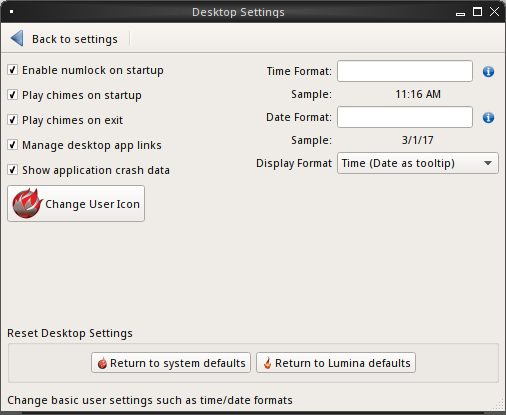 Desktop Settings
Back to settings
Enable numlock on startup
Play chimes on startup
Play chimes on exit
Manage desktop app links
Show application crash data
Change User Icon
Time Format:
Sample: 11:16 AM
Date Format:
Sample: 3/1/17
Display Format Time (Date as tooltip)
Reset Desktop Settings
Return to system defaults Return to Lumina defaults
Change basic user settings such as time/date formats